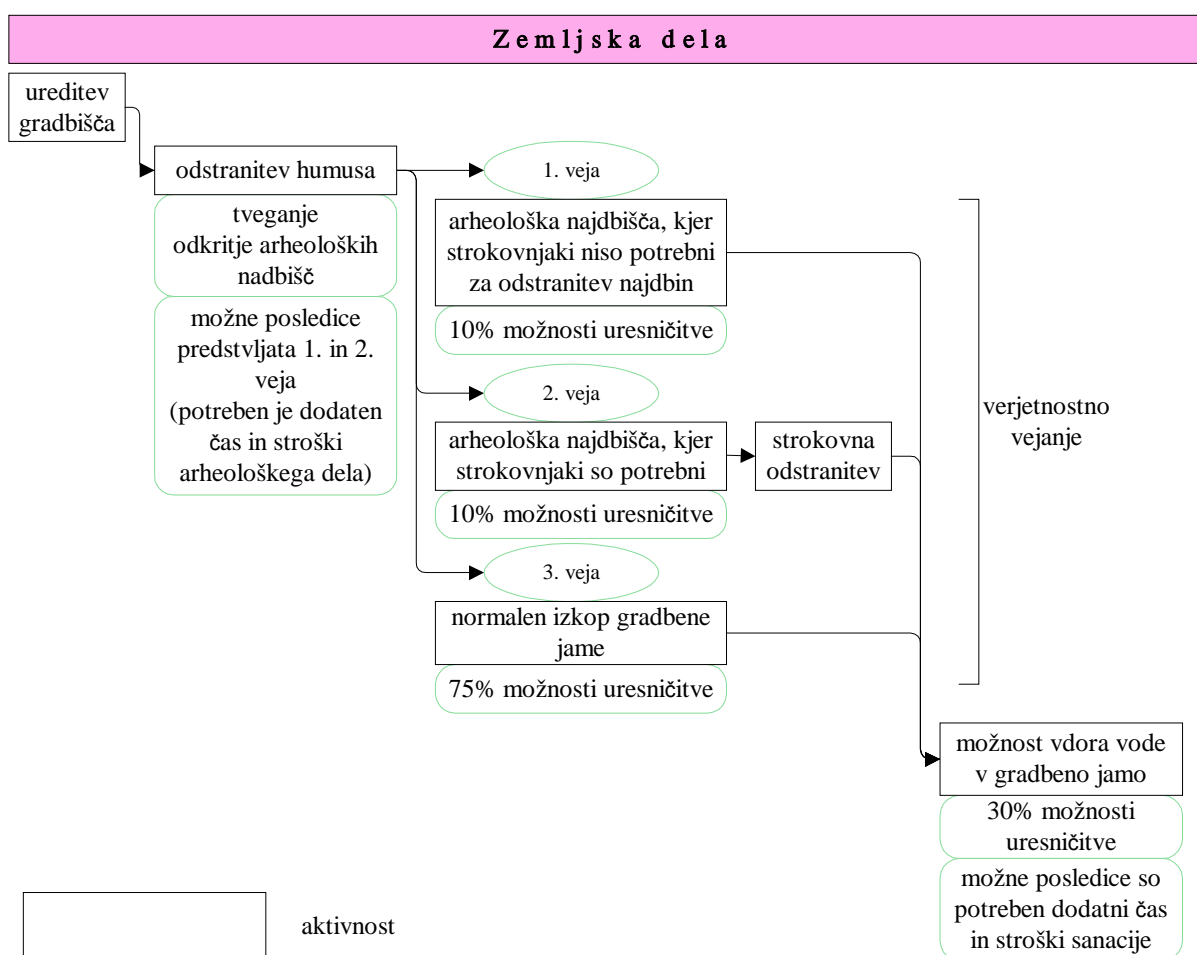 Zemljska dela
ureditev
gradbišča
odstranitev humusa
tveganje
odkritje arheoloških
nadbišč
možne posledice
predstvljata 1. in 2.
veja
(potreben je dodaten
čas in stroški
arheološkega dela)
1. veja
arheološka najdbišča, kjer
strokovnjaki niso potrebni
za odstranitev najdbin
10% možnosti uresničitve
2. veja
arheološka najdbišča, kjer
strokovnjaki so potrebni
10% možnosti uresničitve
strokovna
odstranitev
3. veja
normalen izkop gradbene
jame
75% možnosti uresničitve
verjetnostno
vejanje
možnost vdora vode
v gradbeno jamo
30% možnosti
uresničitve
možne posledice so
potreben dodatni čas
in stroški sanacije
aktivnost